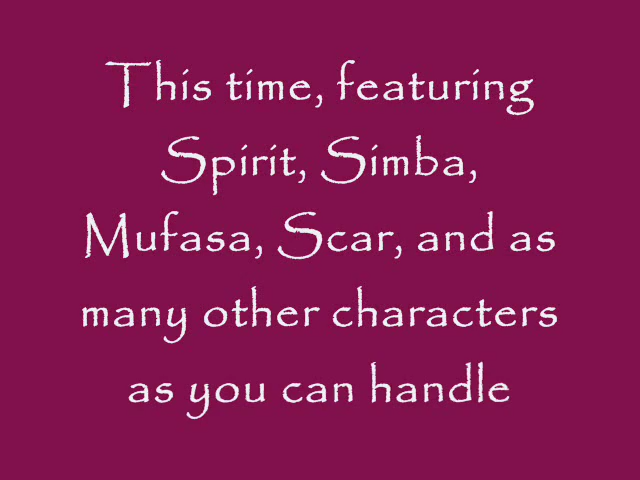 This time, featuring
Spirit, Simba,
Mufasa, Scar, and as
many other characters
as you can handle